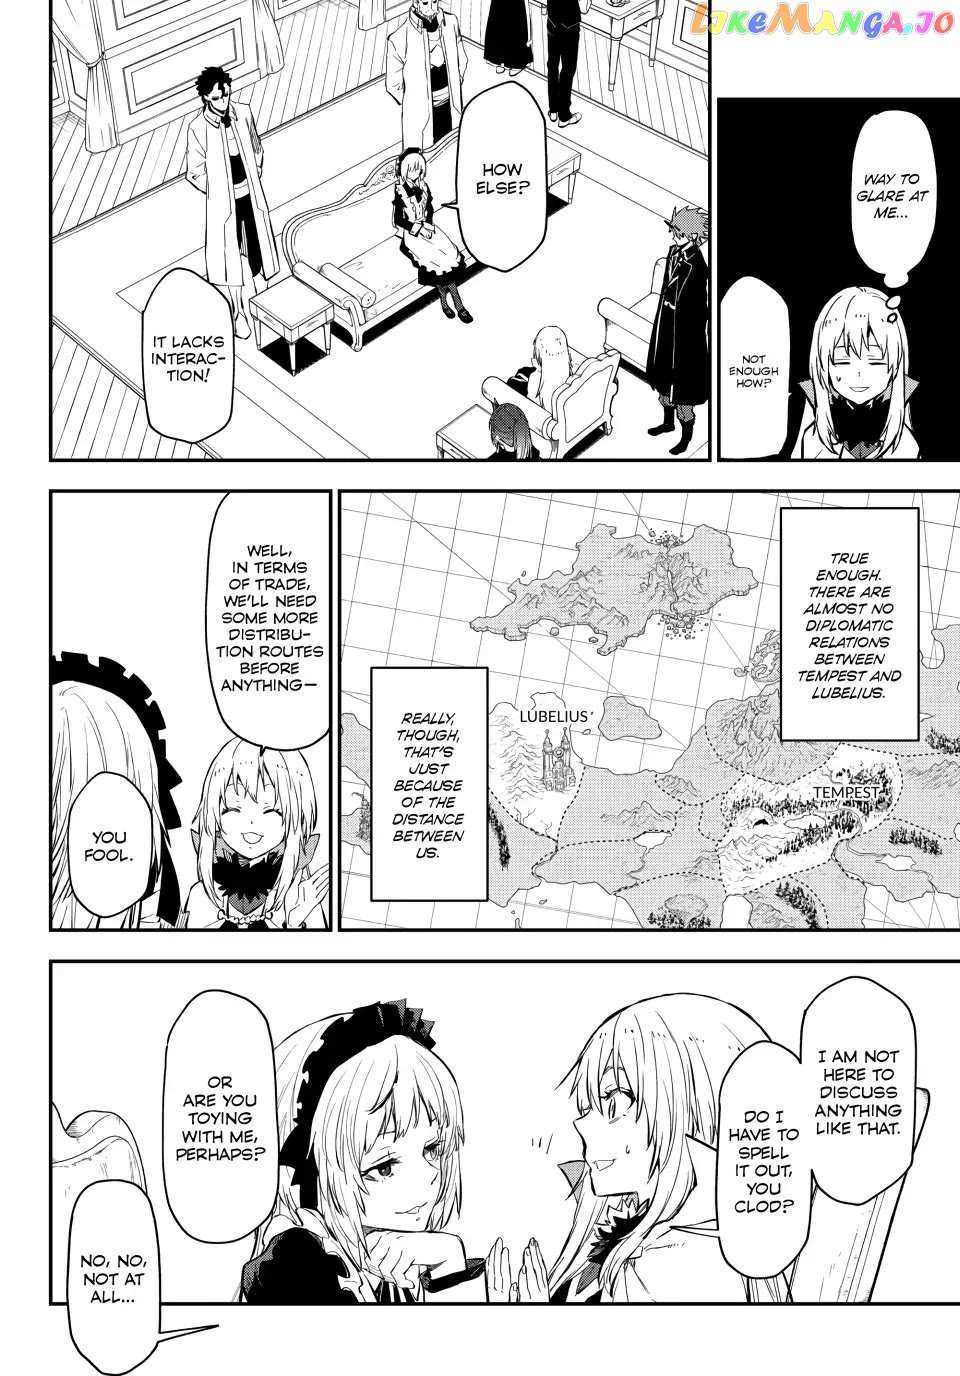 LIKEMANGA.IO
WAY TO
GLARE AT
ME...
NOT
ENOUGH
HOW?
HOW
ELSE?
IT LACKS
INTERAC-
TION!
TRUE
ENOUGH.
THERE ARE
ALMOST NO
DIPLOMATIC
RELATIONS
BETWEEN
TEMPEST AND
LUBELIUS.
LUBELIUS
TEMPEST
REALLY,
THOUGH,
THAT'S
JUST
BECAUSE
OF THE
DISTANCE
BETWEEN
US.
WELL,
IN TERMS
OF TRADE,
WE'LL NEED
SOME MORE
DISTRIBU-
TION ROUTES
BEFORE
ANYTHING—
YOU
FOOL.
I AM NOT
HERE TO
DISCUSS
ANYTHING
LIKE THAT.
DO I
HAVE TO
SPELL
IT OUT,
YOU
CLOD?
OR
ARE YOU
TOYING
WITH ME,
PERHAPS?
NO, NO,
NOT AT
ALL...